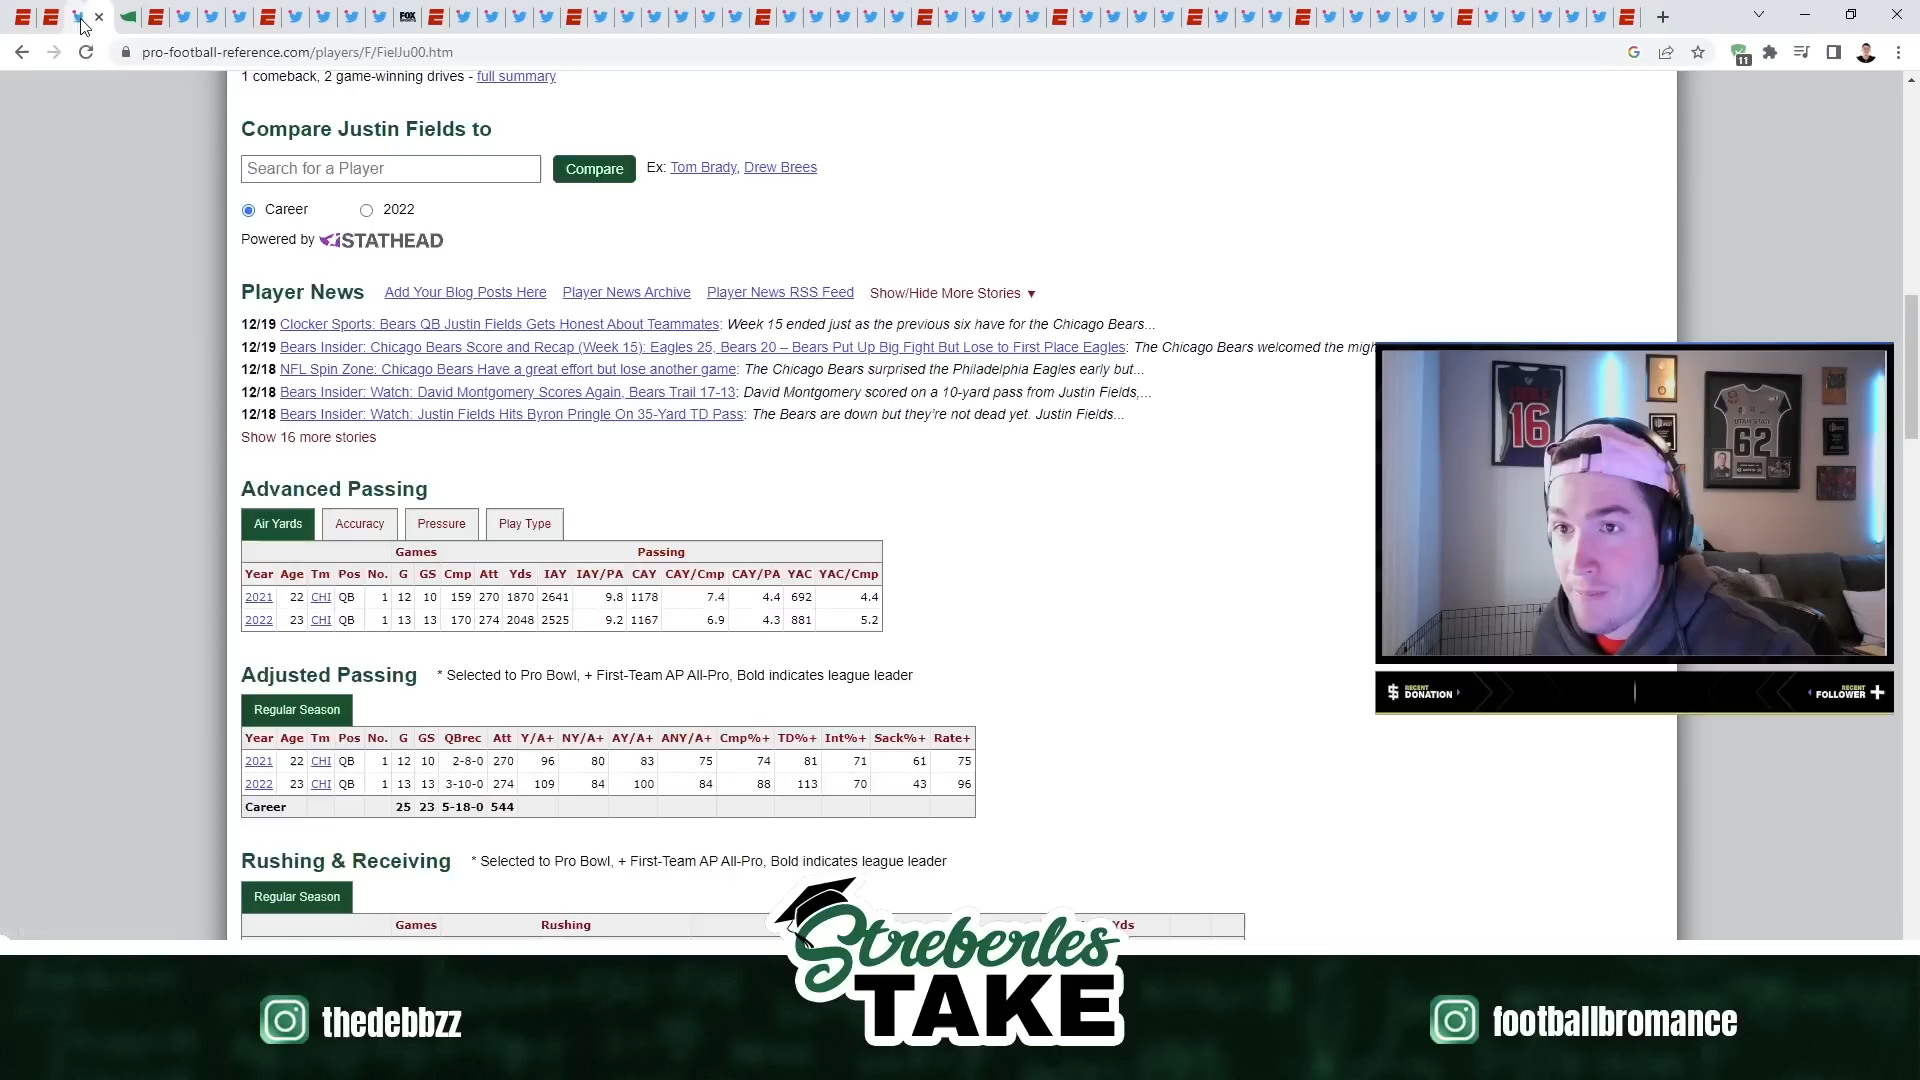 FOX
pro-football-reference.com/players/F/FielJu00.htm
11
1 comeback, 2 game-winning drives - full summary
Compare Justin Fields to
Search for a Player Compare Ex: Tom Brady, Drew Brees
Career 2022
Powered by STATHEAD
Player News Add Your Blog Posts Here Player News Archive Player News RSS Feed Show/Hide More Stories ▼
12/19 Clocker Sports: Bears QB Justin Fields Gets Honest About Teammates: Week 15 ended just as the previous six have for the Chicago Bears...
12/19 Bears Insider: Chicago Bears Score and Recap (Week 15): Eagles 25, Bears 20 – Bears Put Up Big Fight But Lose to First Place Eagles: The Chicago Bears welcomed the
12/18 NFL Spin Zone: Chicago Bears Have a great effort but lose another game: The Chicago Bears surprised the Philadelphia Eagles early but...
12/18 Bears Insider: Watch: David Montgomery Scores Again, Bears Trail 17-13: David Montgomery scored on a 10-yard pass from Justin Fields,...
12/18 Bears Insider: Watch: Justin Fields Hits Byron Pringle On 35-Yard TD Pass: The Bears are down but they're not dead yet. Justin Fields...
Show 16 more stories
Advanced Passing
Air Yards Accuracy Pressure Play Type
Games Passing
Year Age Tm Pos No. G GS Cmp Att Yds IAY IAY/PA CAY CAY/Cmp CAY/PA YAC YAC/Cmp
2021 22 CHI QB 1 12 10 159 270 1870 2641 9.8 1178 7.4 4.4 692 4.4
2022 23 CHI QB 1 13 13 170 274 2048 2525 9.2 1167 6.9 4.3 881 5.2
Adjusted Passing * Selected to Pro Bowl, + First-Team AP All-Pro, Bold indicates league leader
Regular Season
Year Age Tm Pos No. G GS QBrec Att Y/A+ NY/A+ AY/A+ ANY/A+ Cmp%+ TD%+ Int%+ Sack%+ Rate+
2021 22 CHI QB 1 12 10 2-8-0 270 96 80 83 75 74 81 71 61 75
2022 23 CHI QB 1 13 13 3-10-0 274 109 84 100 84 88 113 70 43 96
Career 25 23 5-18-0 544
Rushing & Receiving * Selected to Pro Bowl, + First-Team AP All-Pro, Bold indicates league leader
Regular Season
Games Rushing Yds
16
UTAH STATE
62
$ RECENT DONATION
RECENT FOLLOWER +
Streberles
TAKE
thedebbzz
footballbromance